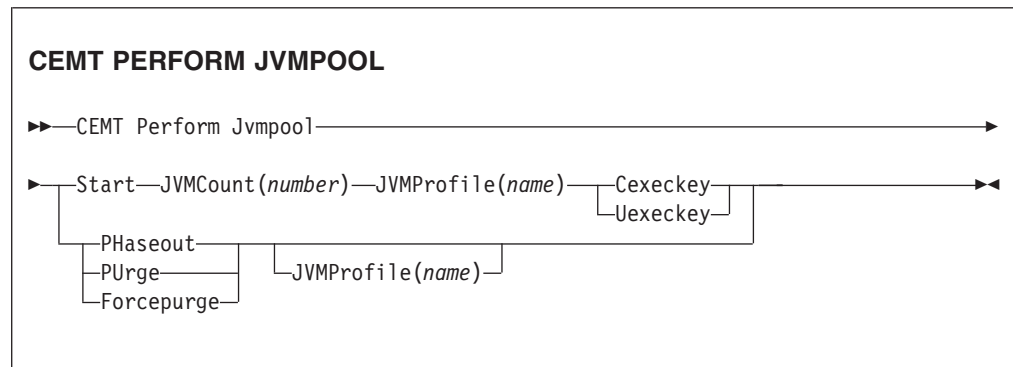 CEMT PERFORM JVMPOOL
CEMT Perform Jvmpool
Start JVMCount(number) JVMProfile(name) Cexeckey
Uexeckey
PHaseout
PUrge JVMProfile(name)
Forcepurge